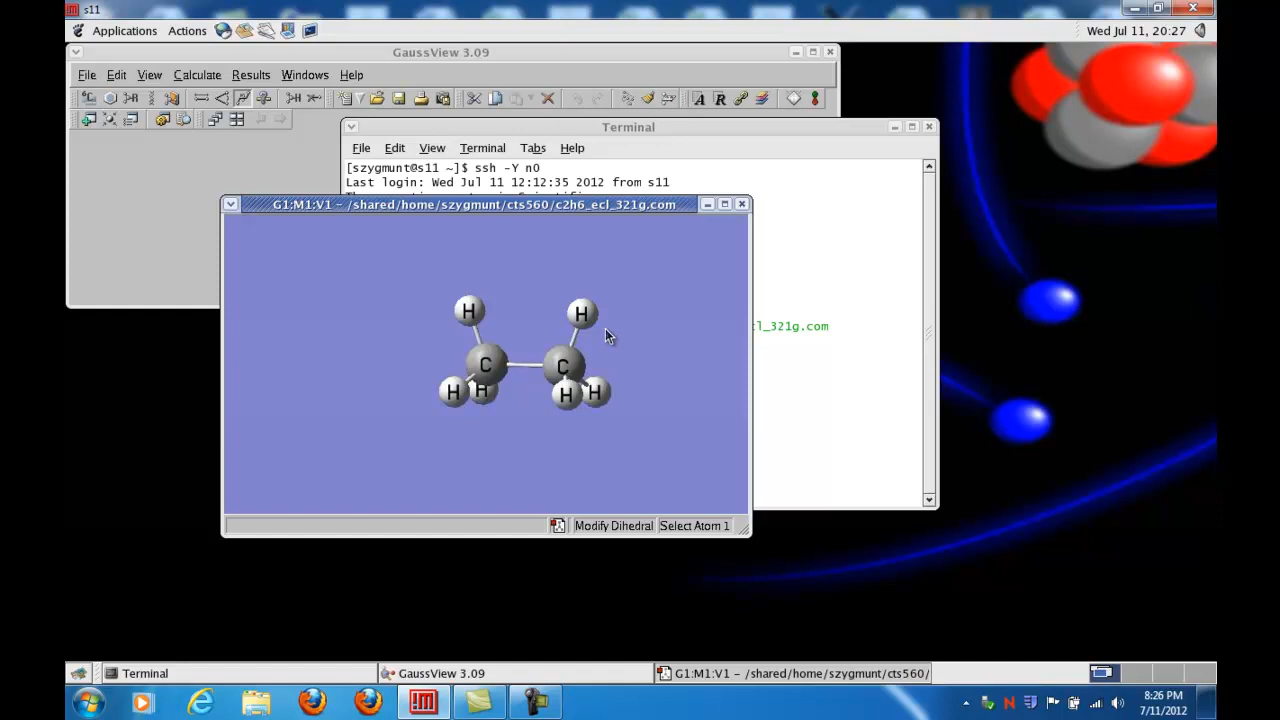 s11
Applications Actions
Wed Jul 11, 20:27
GaussView 3.09
File Edit View Calculate Results Windows Help
A R
Terminal
File Edit View Terminal Tabs Help
[szygmunt@s11 ~]$ ssh -Y n0
Last login: Wed Jul 11 12:12:35 2012 from s11
G1:M1:V1 - /shared/home/szygmunt/cts560/c2h6_ecl_321g.com
cl_321g.com
H H
C C
H H H H
Modify Dihedral Select Atom 1
Terminal
GaussView 3.09
G1:M1:V1 - /shared/home/szygmunt/cts560/
8:26 PM
7/11/2012